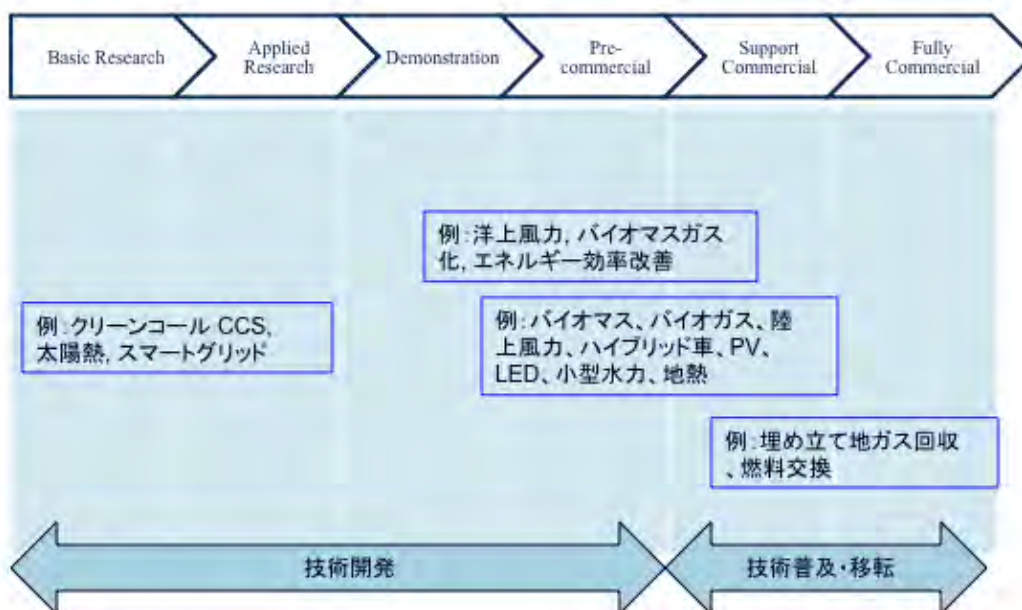 Basic Research
Applied
Research
Demonstration
Pre-
commercial
Support
Commercial
Fully
Commercial
例:洋上風力, バイオマスガス
化, エネルギー効率改善
例:クリーンコール CCS,
太陽熱, スマートグリッド
例:バイオマス、バイオガス、陸
上風力、ハイブリッド車、PV、
LED、小型水力、地熱
例:埋め立て地ガス回収
、燃料交換
技術開発
技術普及・移転